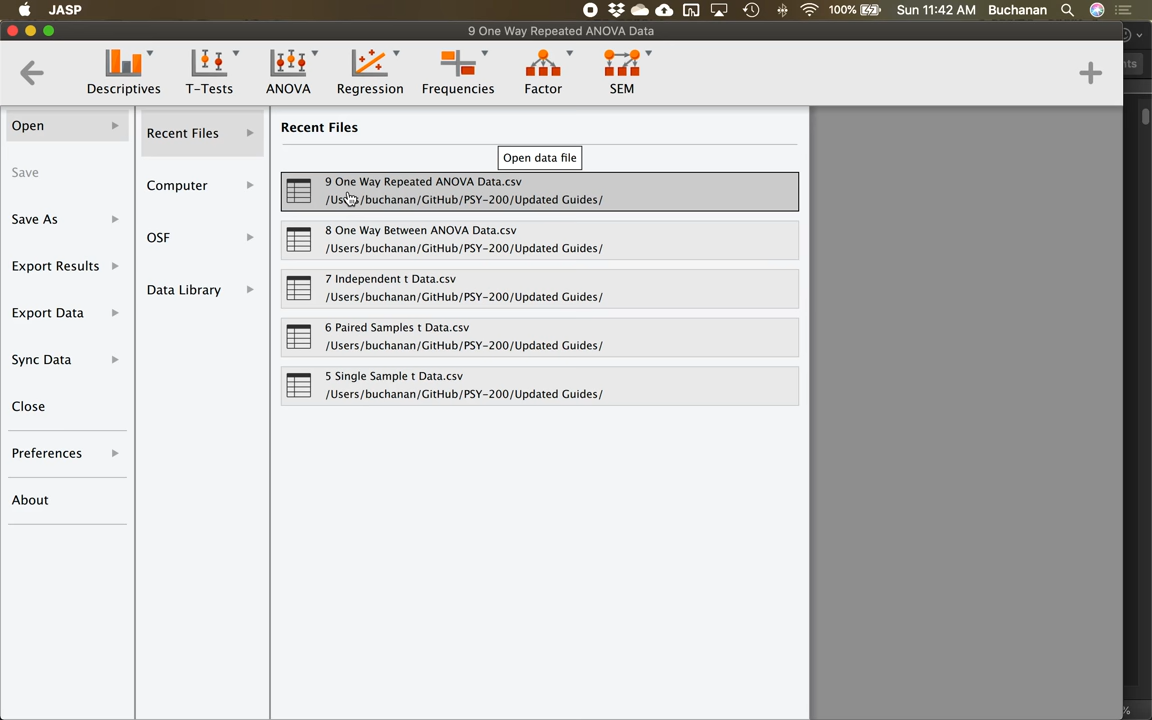 JASP
100%
Sun 11:42 AM
Buchanan
9 One Way Repeated ANOVA Data
Descriptives
T-Tests
ANOVA
Regression
Frequencies
Factor
SEM
nts
Open
Save
Save As
Export Results
Export Data
Sync Data
Close
Preferences
About
Recent Files
Computer
OSF
Data Library
Recent Files
Open data file
9 One Way Repeated ANOVA Data.csv
/Users/buchanan/GitHub/PSY-200/Updated Guides/
8 One Way Between ANOVA Data.csv
/Users/buchanan/GitHub/PSY-200/Updated Guides/
7 Independent t Data.csv
/Users/buchanan/GitHub/PSY-200/Updated Guides/
6 Paired Samples t Data.csv
/Users/buchanan/GitHub/PSY-200/Updated Guides/
5 Single Sample t Data.csv
/Users/buchanan/GitHub/PSY-200/Updated Guides/
%